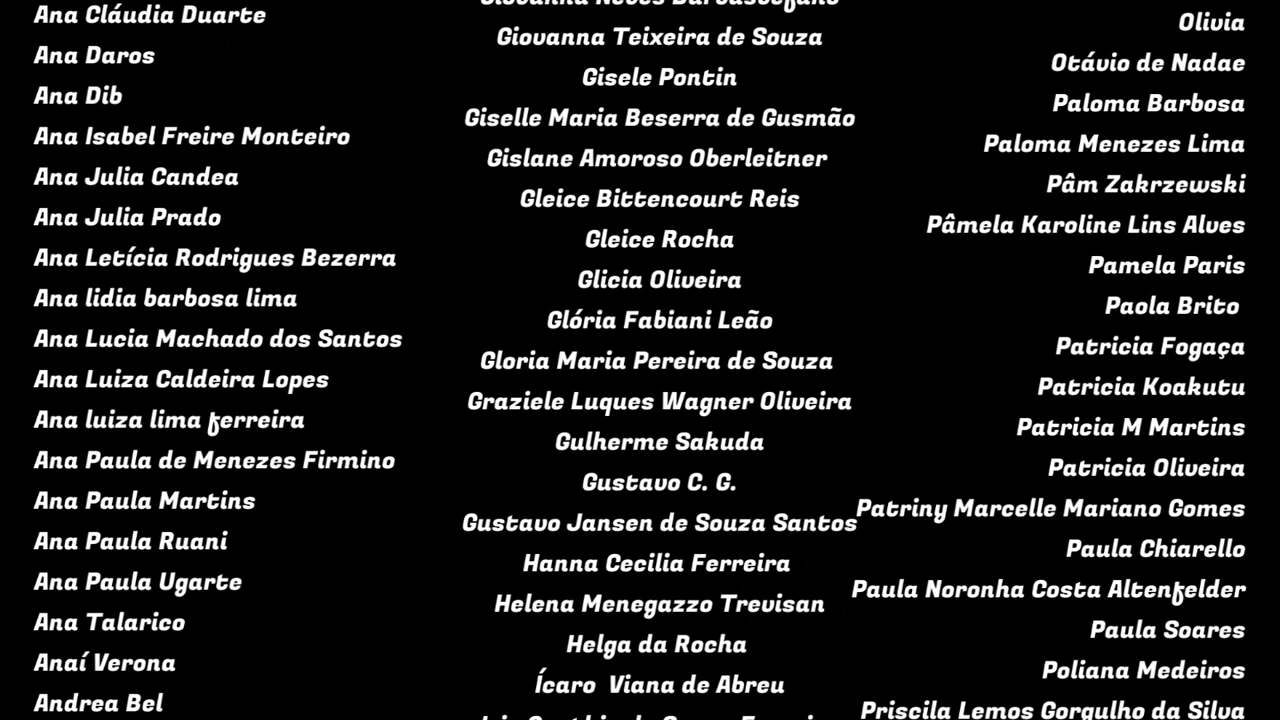 Ana Cláudia Duarte
Ana Daros
Ana Dib
Ana Isabel Freire Monteiro
Ana Julia Candea
Ana Julia Prado
Ana Letícia Rodrigues Bezerra
Ana lidia barbosa lima
Ana Lucia Machado dos Santos
Ana Luiza Caldeira Lopes
Ana luiza lima ferreira
Ana Paula de Menezes Firmino
Ana Paula Martins
Ana Paula Ruani
Ana Paula Ugarte
Ana Talarico
Anaí Verona
Andrea Bel
Giovanna Teixeira de Souza
Gisele Pontin
Giselle Maria Beserra de Gusmão
Gislane Amoroso Oberleitner
Gleice Bittencourt Reis
Gleice Rocha
Glicia Oliveira
Glória Fabiani Leão
Gloria Maria Pereira de Souza
Graziele Luques Wagner Oliveira
Gulherme Sakuda
Gustavo C. G.
Gustavo Jansen de Souza Santos
Hanna Cecilia Ferreira
Helena Menegazzo Trevisan
Helga da Rocha
Ícaro  Viana de Abreu
Olivia
Otávio de Nadae
Paloma Barbosa
Paloma Menezes Lima
Pâm Zakrzewski
Pâmela Karoline Lins Alves
Pamela Paris
Paola Brito
Patricia Fogaça
Patricia Koakutu
Patricia M Martins
Patricia Oliveira
Patriny Marcelle Mariano Gomes
Paula Chiarello
Paula Noronha Costa Altenfelder
Paula Soares
Poliana Medeiros
Priscila Lemos Gorgulho da Silva